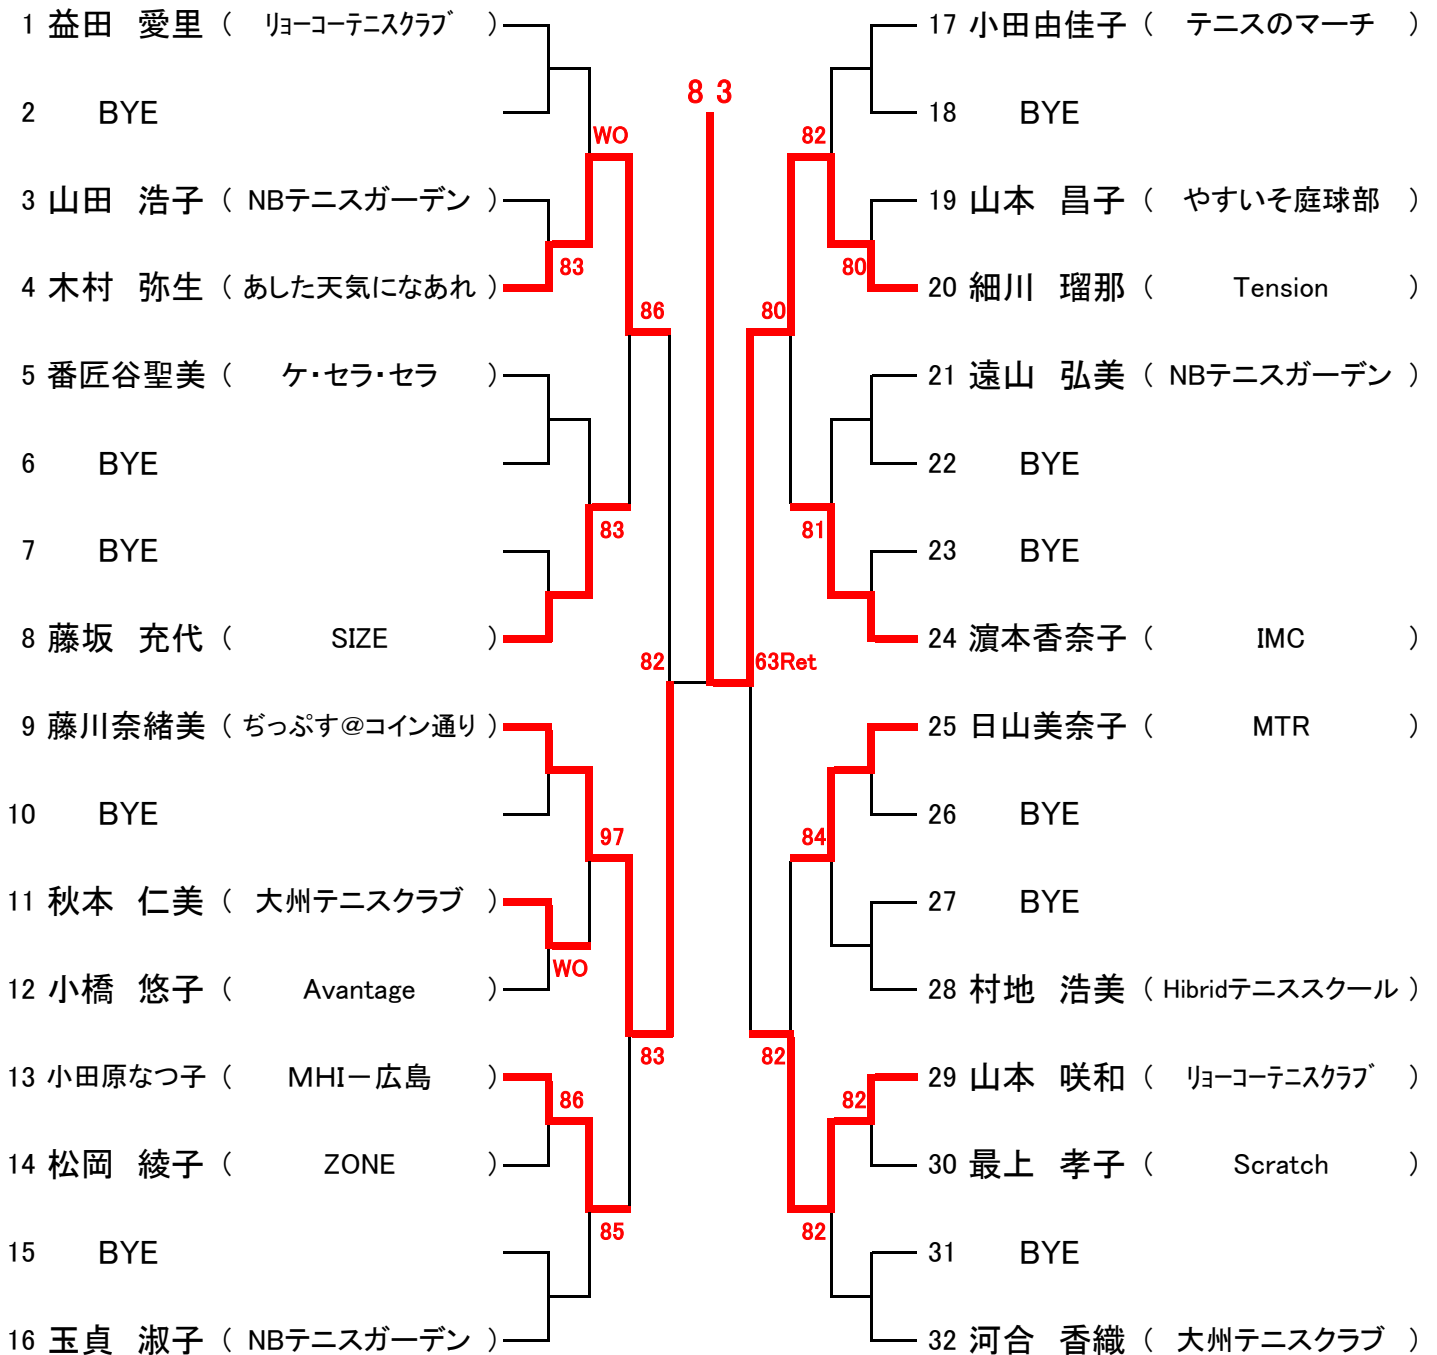 1 益田 愛里 ( リョーコーテニスクラブ )
2 BYE
WO
3 山田 浩子 ( NBテニスガーデン )
83
4 木村 弥生 ( あした天気になあれ )
86
5 番匠谷聖美 ( ケ・セラ・セラ )
6 BYE
83
7 BYE
8 藤坂 充代 ( SIZE )
82
9 藤川奈緒美 ( ぢっぷす@コイン通り )
10 BYE
97
11 秋本 仁美 ( 大州テニスクラブ )
WO
12 小橋 悠子 ( Avantage )
83
13 小田原なつ子 ( MHI-広島 )
86
14 松岡 綾子 ( ZONE )
85
15 BYE
16 玉貞 淑子 ( NBテニスガーデン )
8 3
17 小田由佳子 ( テニスのマーチ )
18 BYE
82
19 山本 昌子 ( やすいそ庭球部 )
80
20 細川 瑠那 ( Tension )
80
21 遠山 弘美 ( NBテニスガーデン )
22 BYE
81
23 BYE
24 濵本香奈子 ( IMC )
63Ret
25 日山美奈子 ( MTR )
26 BYE
84
27 BYE
28 村地 浩美 ( Hibridテニススクール )
82
29 山本 咲和 ( リョーコーテニスクラブ )
82
30 最上 孝子 ( Scratch )
82
31 BYE
32 河合 香織 ( 大州テニスクラブ )